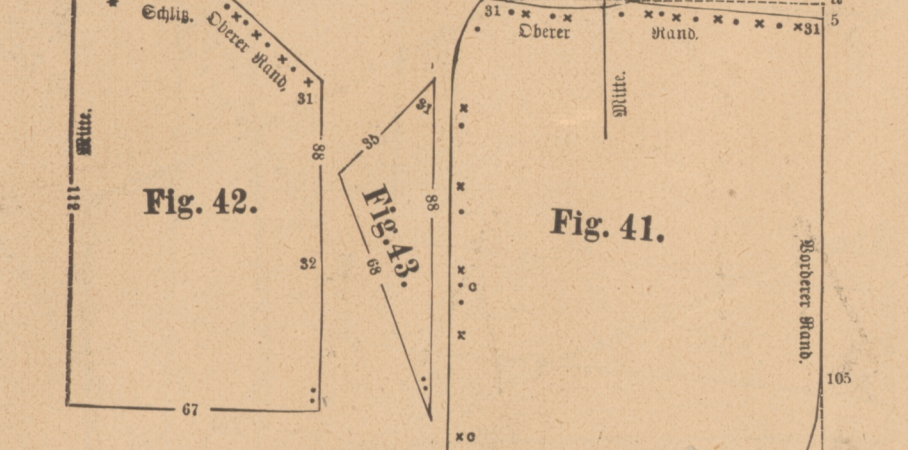 Schlitz.
Oberer Rand,
31
Mitte.
88
112
Fig. 42.
32
67
31
35
88
Fig. 43.
68
31
Oberer Rand.
31
5
Mitte.
Fig. 41.
Vorderer Rand.
105